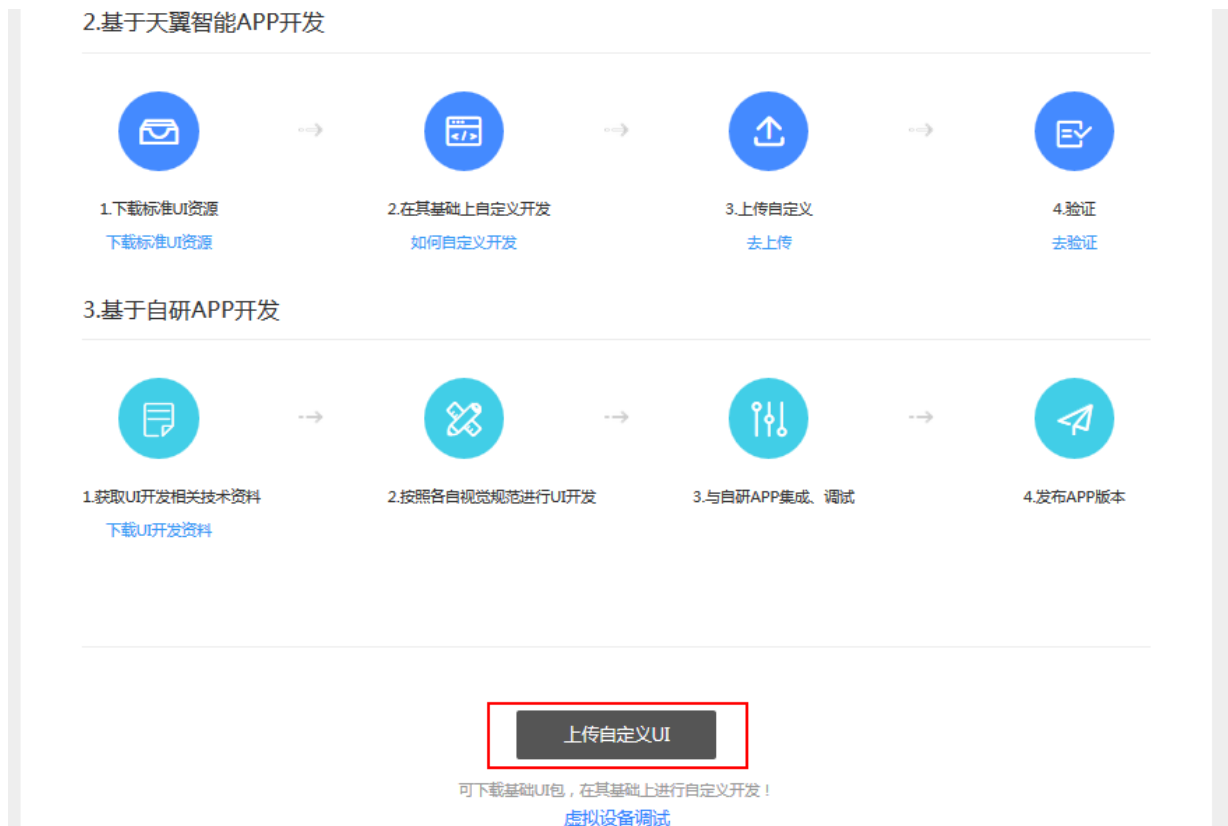 2.基于天翼智能APP开发
</>
1.下载标准UI资源 2.在其基础上自定义开发 3.上传自定义 4.验证
下载标准UI资源 如何自定义开发 去上传 去验证
3.基于自研APP开发
1.获取UI开发相关技术资料 2.按照各自视觉规范进行UI开发 3.与自研APP集成、调试 4.发布APP版本
下载UI开发资料
上传自定义UI
可下载基础UI包，在其基础上进行自定义开发！
虚拟设备调试